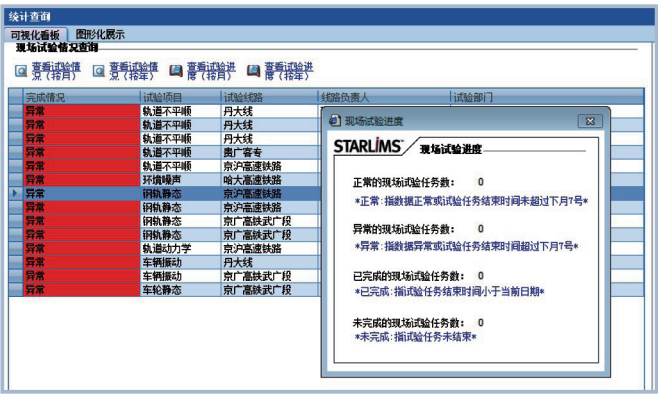 统计查询
可视化看板 图形化展示
现场试验情况查询
查看试验情况（按月） 查看试验情况（按年） 查看试验进度（按月） 查看试验进度（按年）
完成情况 试验项目 试验线路 线路负责人 试验部门
异常 轨道不平顺 丹大线
异常 轨道不平顺 丹大线
异常 轨道不平顺 丹大线
异常 轨道不平顺 奥广客专
异常 轨道不平顺 京沪高速铁路
异常 环境噪声 哈大高速铁路
异常 钢轨静态 京沪高速铁路
异常 钢轨静态 京沪高速铁路
异常 钢轨静态 京广高铁武广段
异常 钢轨静态 京广高铁武广段
异常 轨道动力学 京沪高速铁路
异常 车辆振动 丹大线
异常 车辆振动 京广高铁武广段
异常 车轮静态 京广高铁武广段
现场试验进度
STARLIMS 现场试验进度
正常的现场试验任务数： 0
*正常:指数据正常或试验任务结束时间未超过下月7号*
异常的现场试验任务数： 0
*异常:指数据异常或试验任务结束时间超过下月7号*
已完成的现场试验任务数： 0
*已完成:指试验任务结束时间小于当前日期*
未完成的现场试验任务数： 0
*未完成:指试验任务未结束*